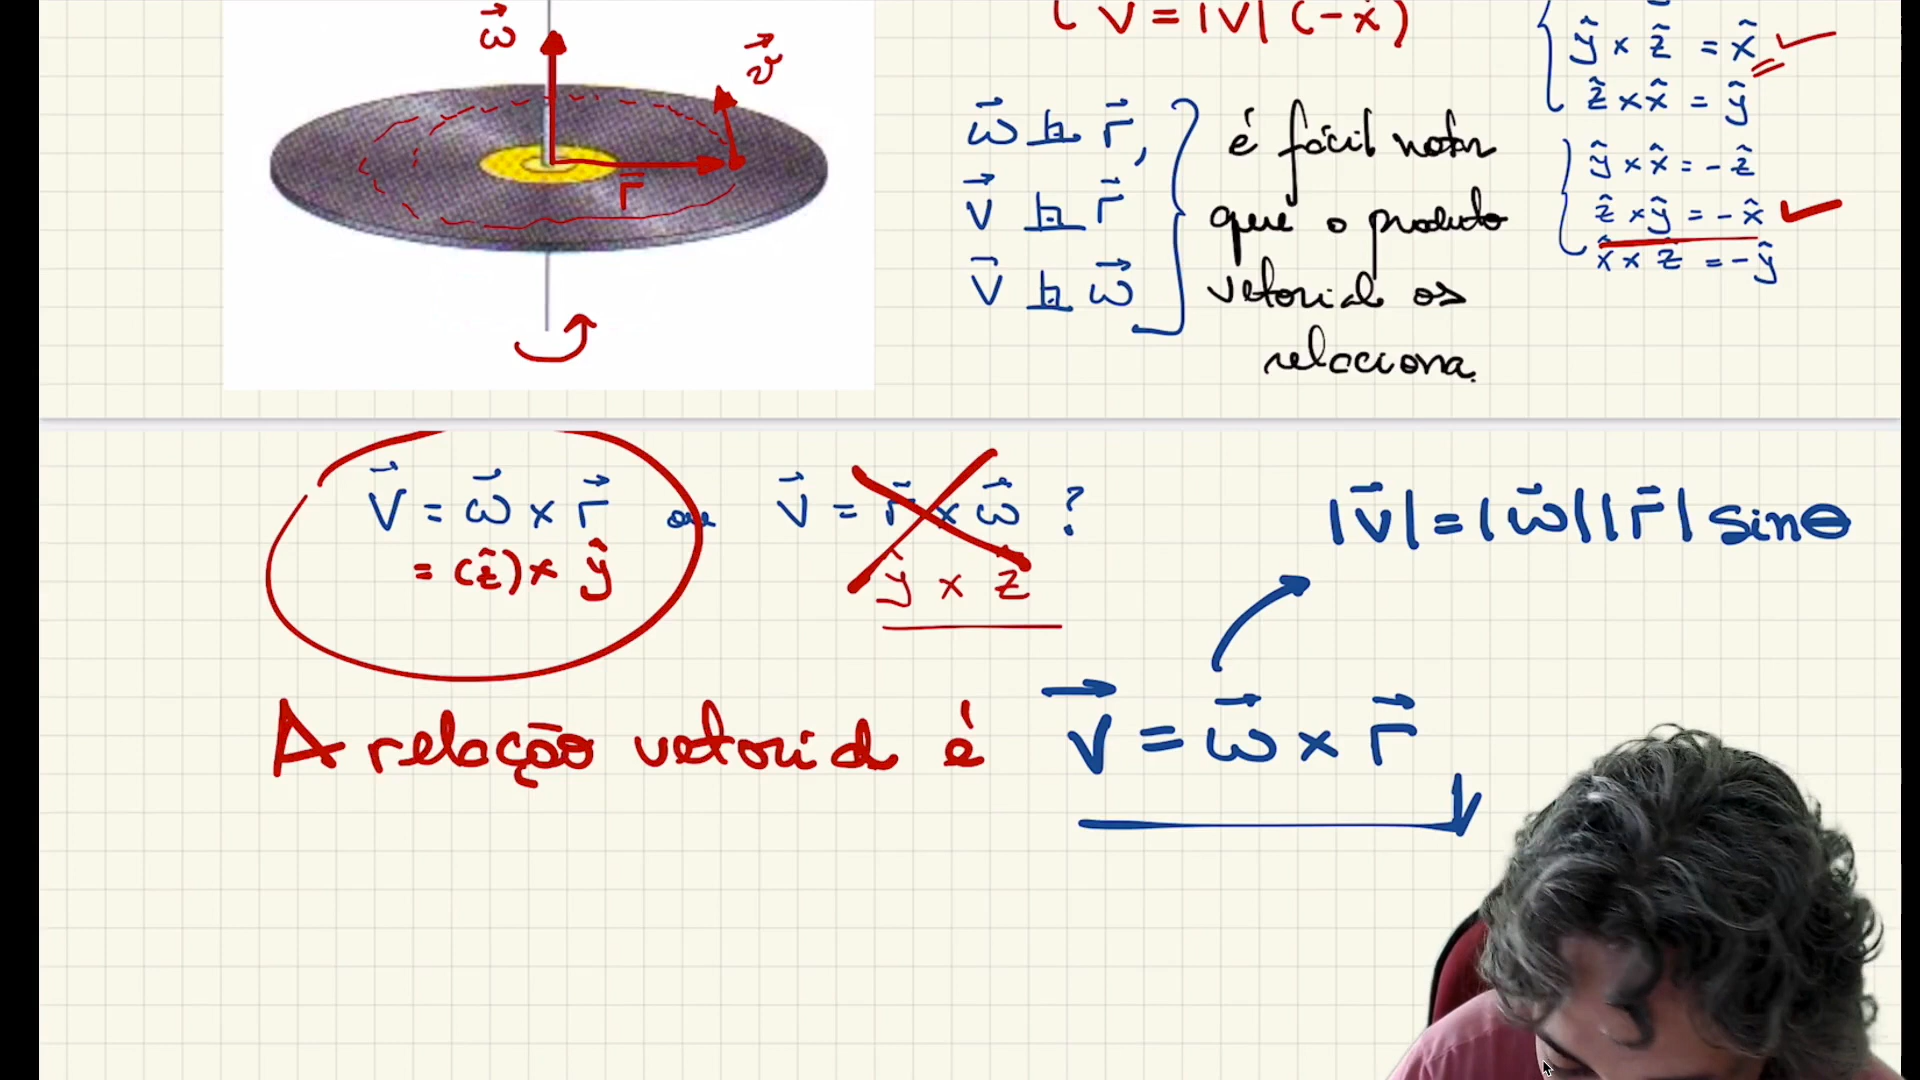 ω⃗
v⃗
r⃗
V = |V| (-x̂)
ŷ × ẑ = x̂
ẑ × x̂ = ŷ
ŷ × x̂ = -ẑ
ẑ × ŷ = -x̂
x̂ × ẑ = -ŷ
ω⃗ ⊥ r⃗,
V⃗ ⊥ r⃗
V⃗ ⊥ ω⃗
é fácil notar
que o produto
vetorial os
relaciona.
V⃗ = ω⃗ × r⃗ ou V⃗ = r⃗ × ω⃗ ?
= (ẑ) × ŷ
ŷ × ẑ
|v⃗| = |ω⃗| |r⃗| sinθ
A relação vetorial é V⃗ = ω⃗ × r⃗